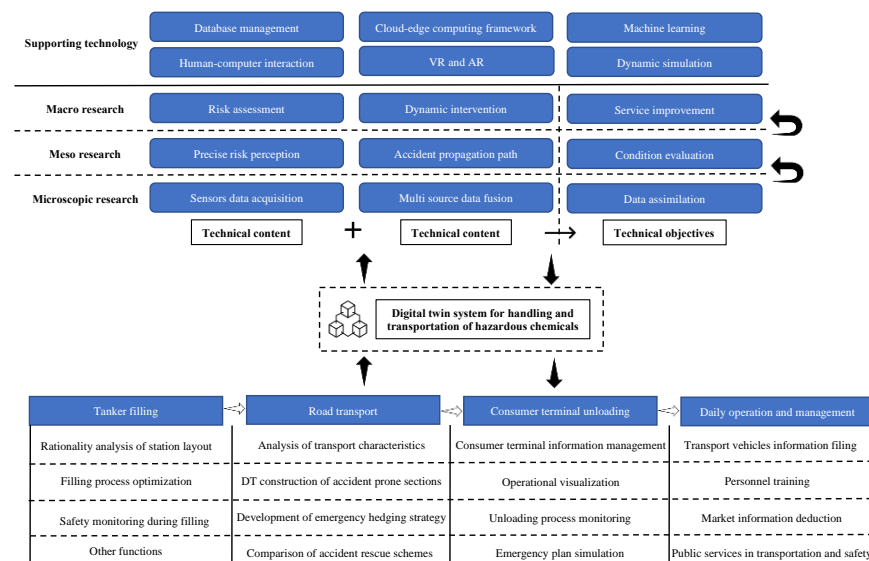 Supporting technology
Database management
Cloud-edge computing framework
Machine learning
Human-computer interaction
VR and AR
Dynamic simulation
Macro research
Risk assessment
Dynamic intervention
Service improvement
Meso research
Precise risk perception
Accident propagation path
Condition evaluation
Microscopic research
Sensors data acquisition
Multi source data fusion
Data assimilation
Technical content
+
Technical content
Technical objectives
Digital twin system for handling and
transportation of hazardous chemicals
Tanker filling
Road transport
Consumer terminal unloading
Daily operation and management
Rationality analysis of station layout
Analysis of transport characteristics
Consumer terminal information management
Transport vehicles information filing
Filling process optimization
DT construction of accident prone sections
Operational visualization
Personnel training
Safety monitoring during filling
Development of emergency hedging strategy
Unloading process monitoring
Market information deduction
Other functions
Comparison of accident rescue schemes
Emergency plan simulation
Public services in transportation and safety